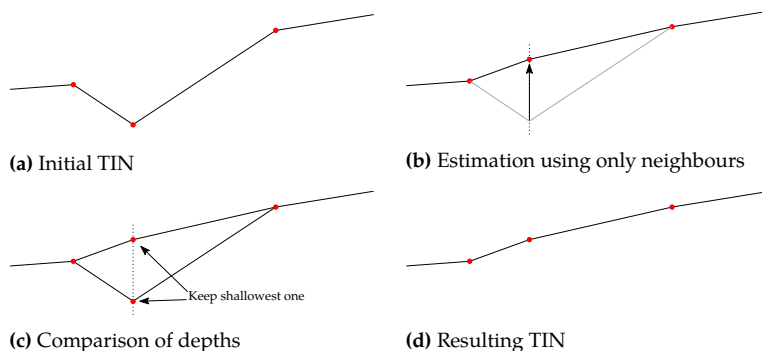 (a) Initial TIN
(b) Estimation using only neighbours
Keep shallowest one
(c) Comparison of depths
(d) Resulting TIN